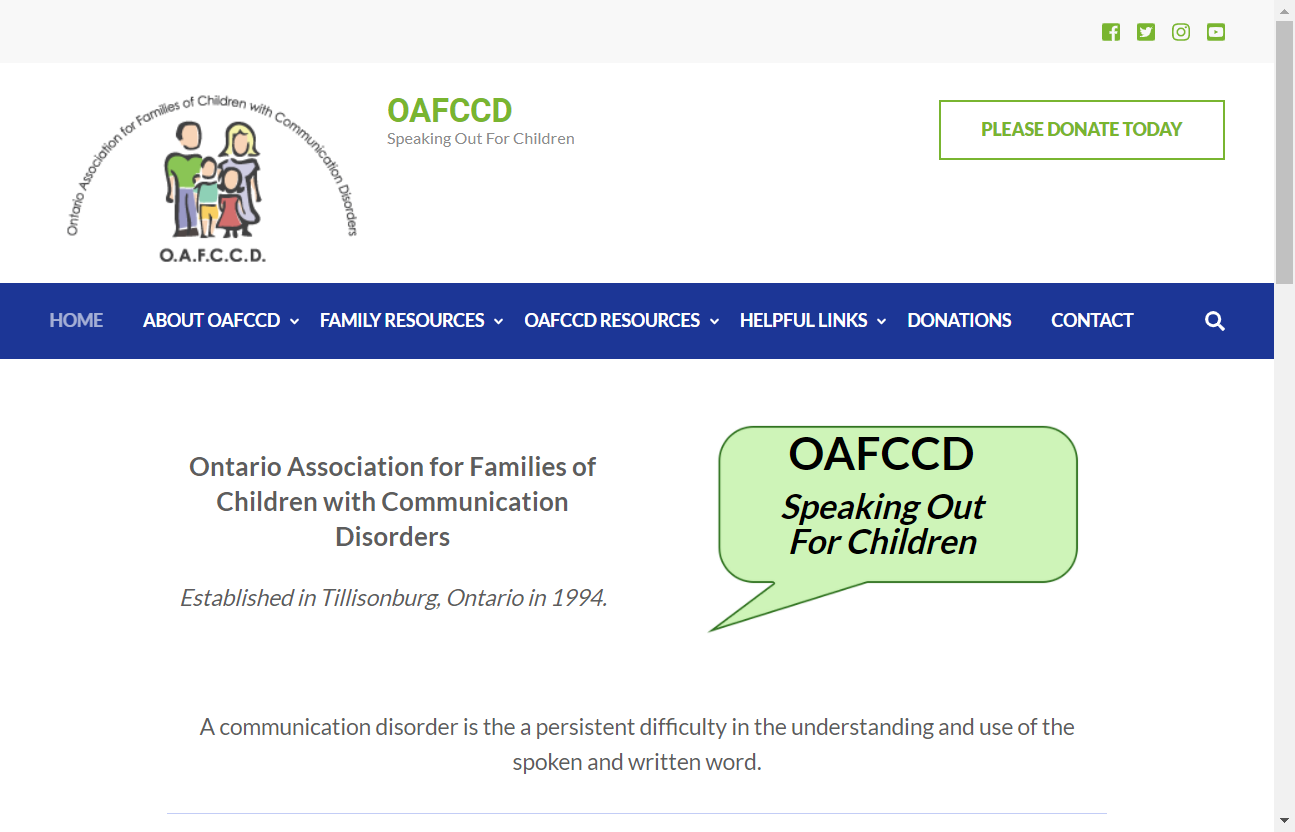 Ontario Association for Families of Children with Communication Disorders
O.A.F.C.C.D.
OAFCCD
Speaking Out For Children
PLEASE DONATE TODAY
HOME
ABOUT OAFCCD
FAMILY RESOURCES
OAFCCD RESOURCES
HELPFUL LINKS
DONATIONS
CONTACT
Ontario Association for Families of
Children with Communication
Disorders
Established in Tillisonburg, Ontario in 1994.
OAFCCD
Speaking Out
For Children
A communication disorder is the a persistent difficulty in the understanding and use of the
spoken and written word.